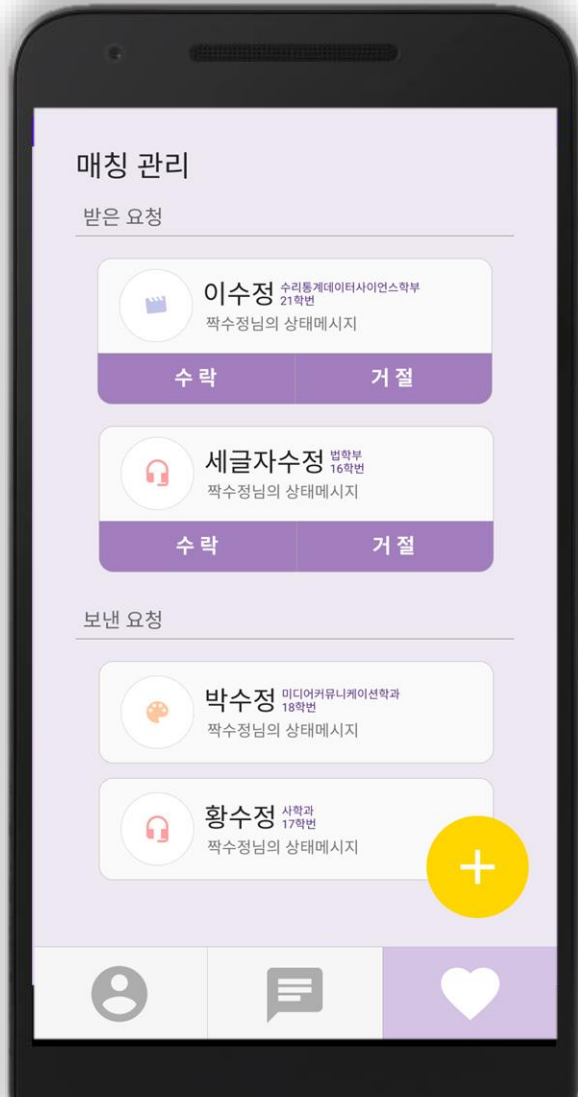 매칭 관리
받은 요청
이수정 수리통계데이터사이언스학부
21학번
짝수정님의 상태메시지
수락 거절
세글자수정 법학부
16학번
짝수정님의 상태메시지
수락 거절
보낸 요청
박수정 미디어커뮤니케이션학과
18학번
짝수정님의 상태메시지
황수정 사학과
17학번
짝수정님의 상태메시지